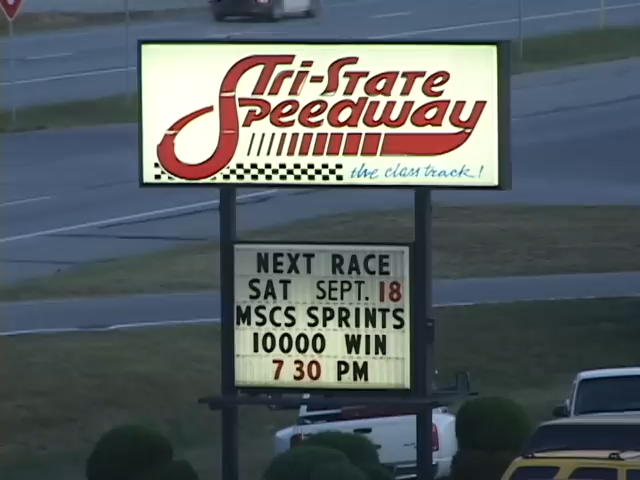 Tri-State
Speedway
the class track!
NEXT RACE
SAT SEPT. 18
MSCS SPRINTS
10000 WIN
7 30 PM